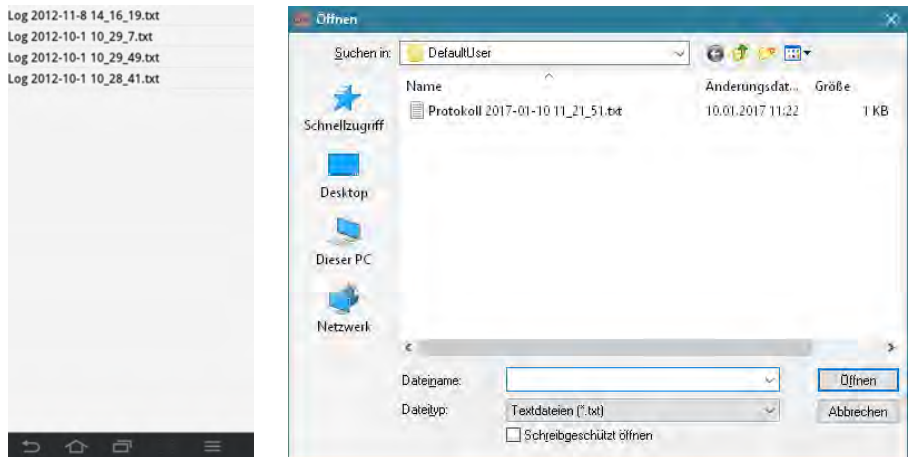 Log 2012-11-8 14_16_19.txt
Log 2012-10-1 10_29_7.txt
Log 2012-10-1 10_29_49.txt
Log 2012-10-1 10_28_41.txt
Öffnen
Suchen in: DefaultUser
Name Änderungsdat... Größe
Protokoll 2017-01-10 11_21_51.txt 10.01.2017 11:22 1 KB
Schnellzugriff
Desktop
Dieser PC
Netzwerk
Dateiname: Öffnen
Dateityp: Textdateien (*.txt) Abbrechen
Schreibgeschützt öffnen